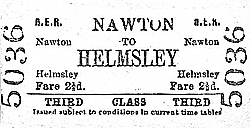 N.E.R. NAWTON N.E.R.
Nawton TO Nawton
HELMSLEY
Helmsley Helmsley
Fare 2½d. Fare 2½d.
THIRD CLASS THIRD
Issued subject to conditions in current time tables
5036 5036